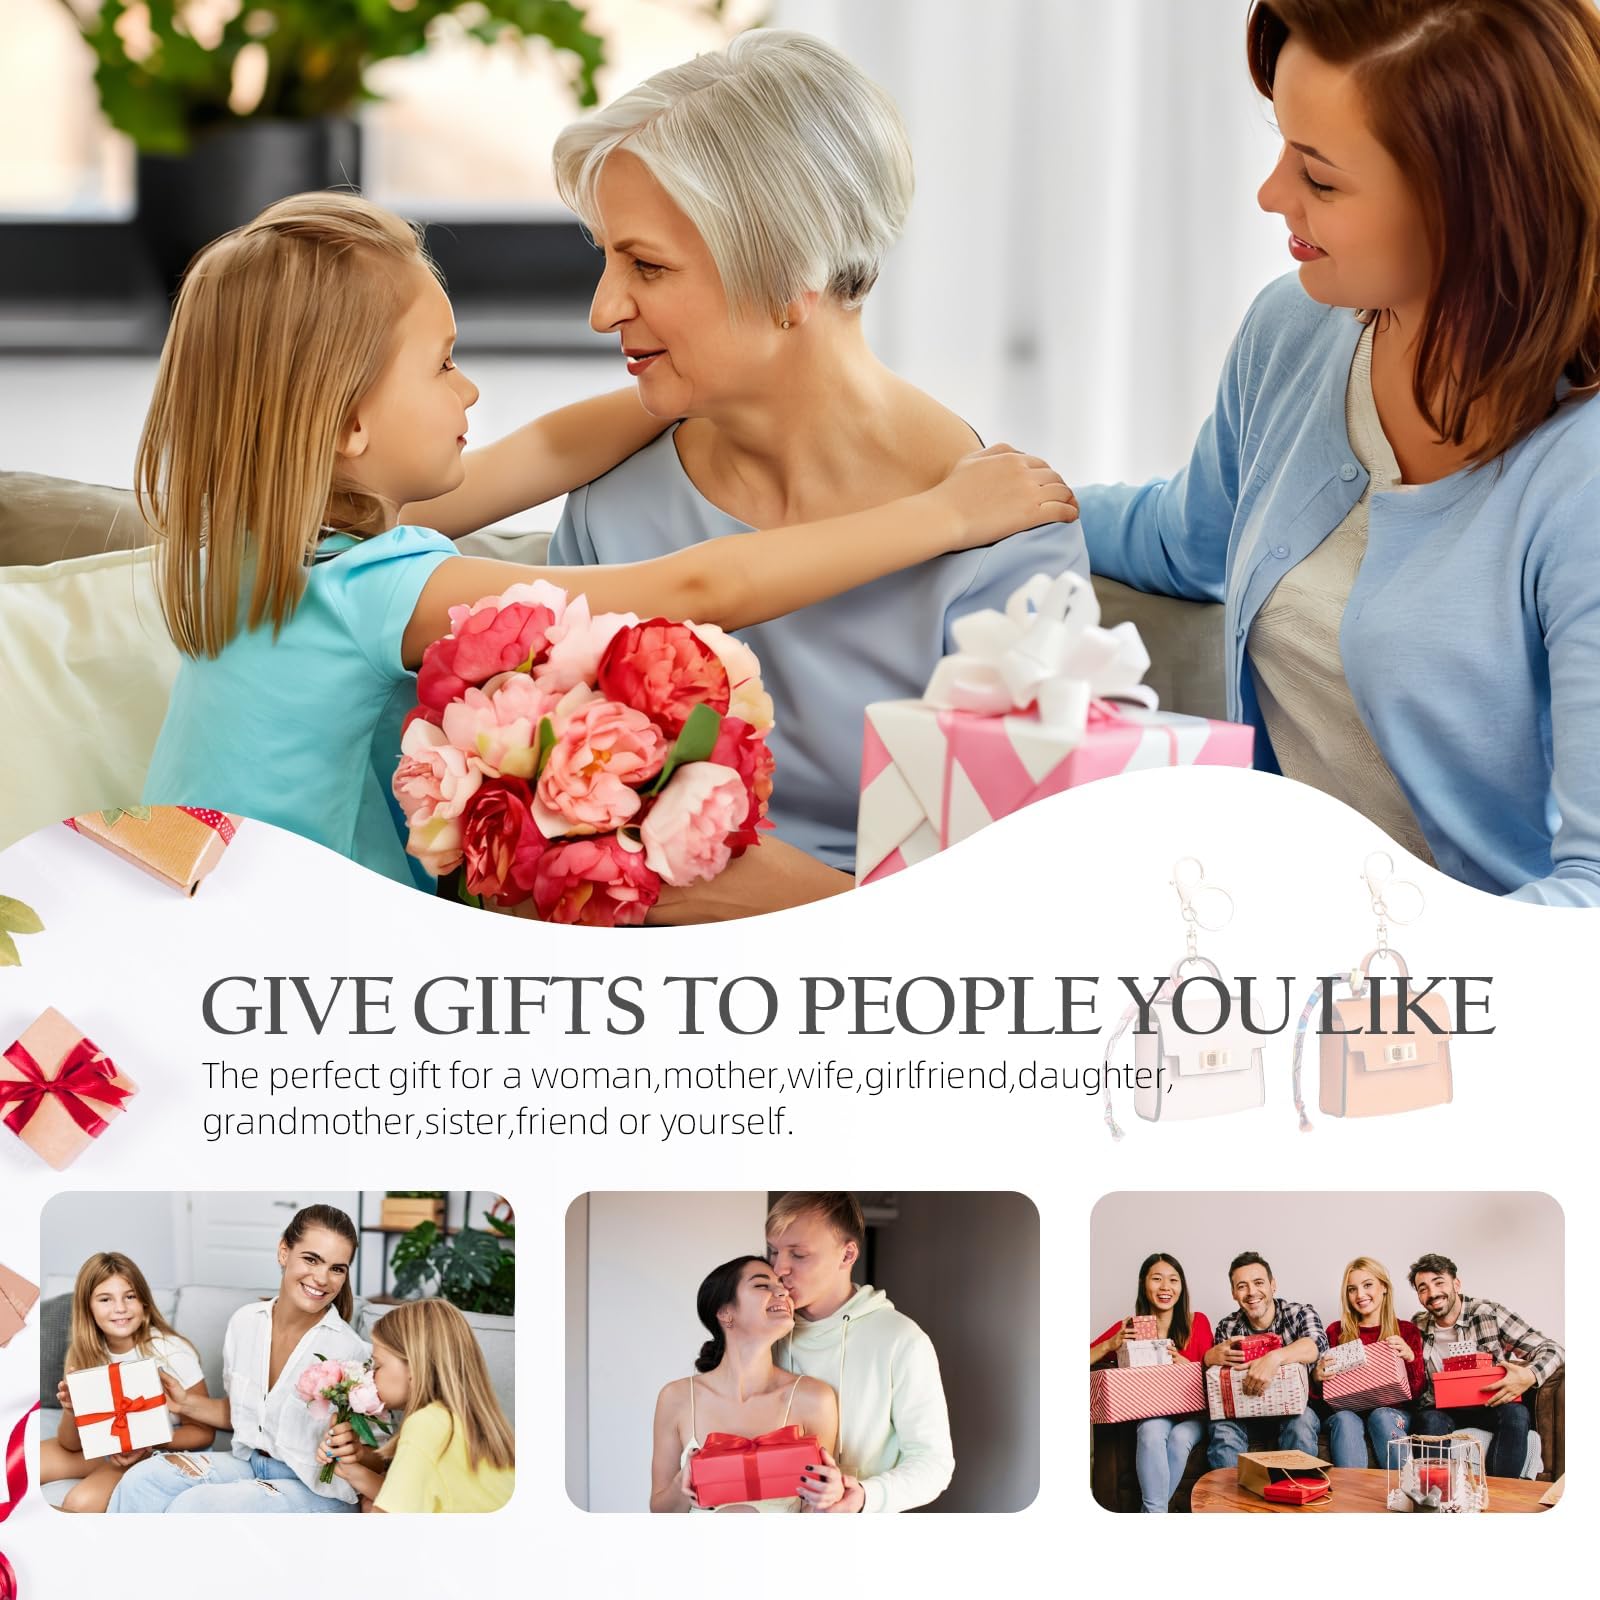 GIVE GIFTS TO PEOPLE YOU LIKE
The perfect gift for a woman,mother,wife,girlfriend,daughter,
grandmother,sister,friend or yourself.